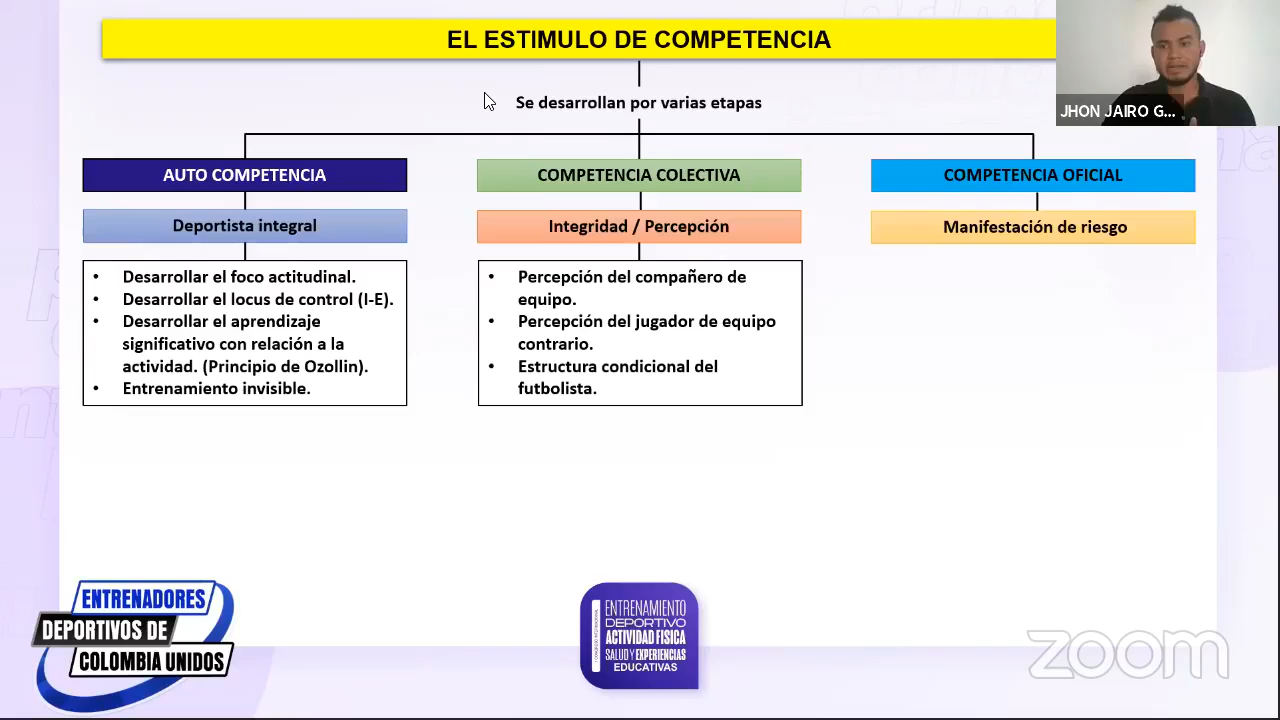 EL ESTIMULO DE COMPETENCIA
JHON JAIRO G...
Se desarrollan por varias etapas
AUTO COMPETENCIA
Deportista integral
• Desarrollar el foco actitudinal.
• Desarrollar el locus de control (I-E).
• Desarrollar el aprendizaje
significativo con relación a la
actividad. (Principio de Ozollin).
• Entrenamiento invisible.
COMPETENCIA COLECTIVA
Integridad / Percepción
• Percepción del compañero de
equipo.
• Percepción del jugador de equipo
contrario.
• Estructura condicional del
futbolista.
COMPETENCIA OFICIAL
Manifestación de riesgo
ENTRENADORES
DEPORTIVOS DE
COLOMBIA UNIDOS
ENTRENAMIENTO
DEPORTIVO
ACTIVIDAD FISICA
SALUD Y EXPERIENCIAS
EDUCATIVAS
zoom